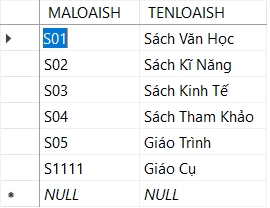 MALOAISH TENLOAISH
S01 Sách Văn Học
S02 Sách Kĩ Năng
S03 Sách Kinh Tế
S04 Sách Tham Khảo
S05 Giáo Trình
S1111 Giáo Cụ
NULL NULL